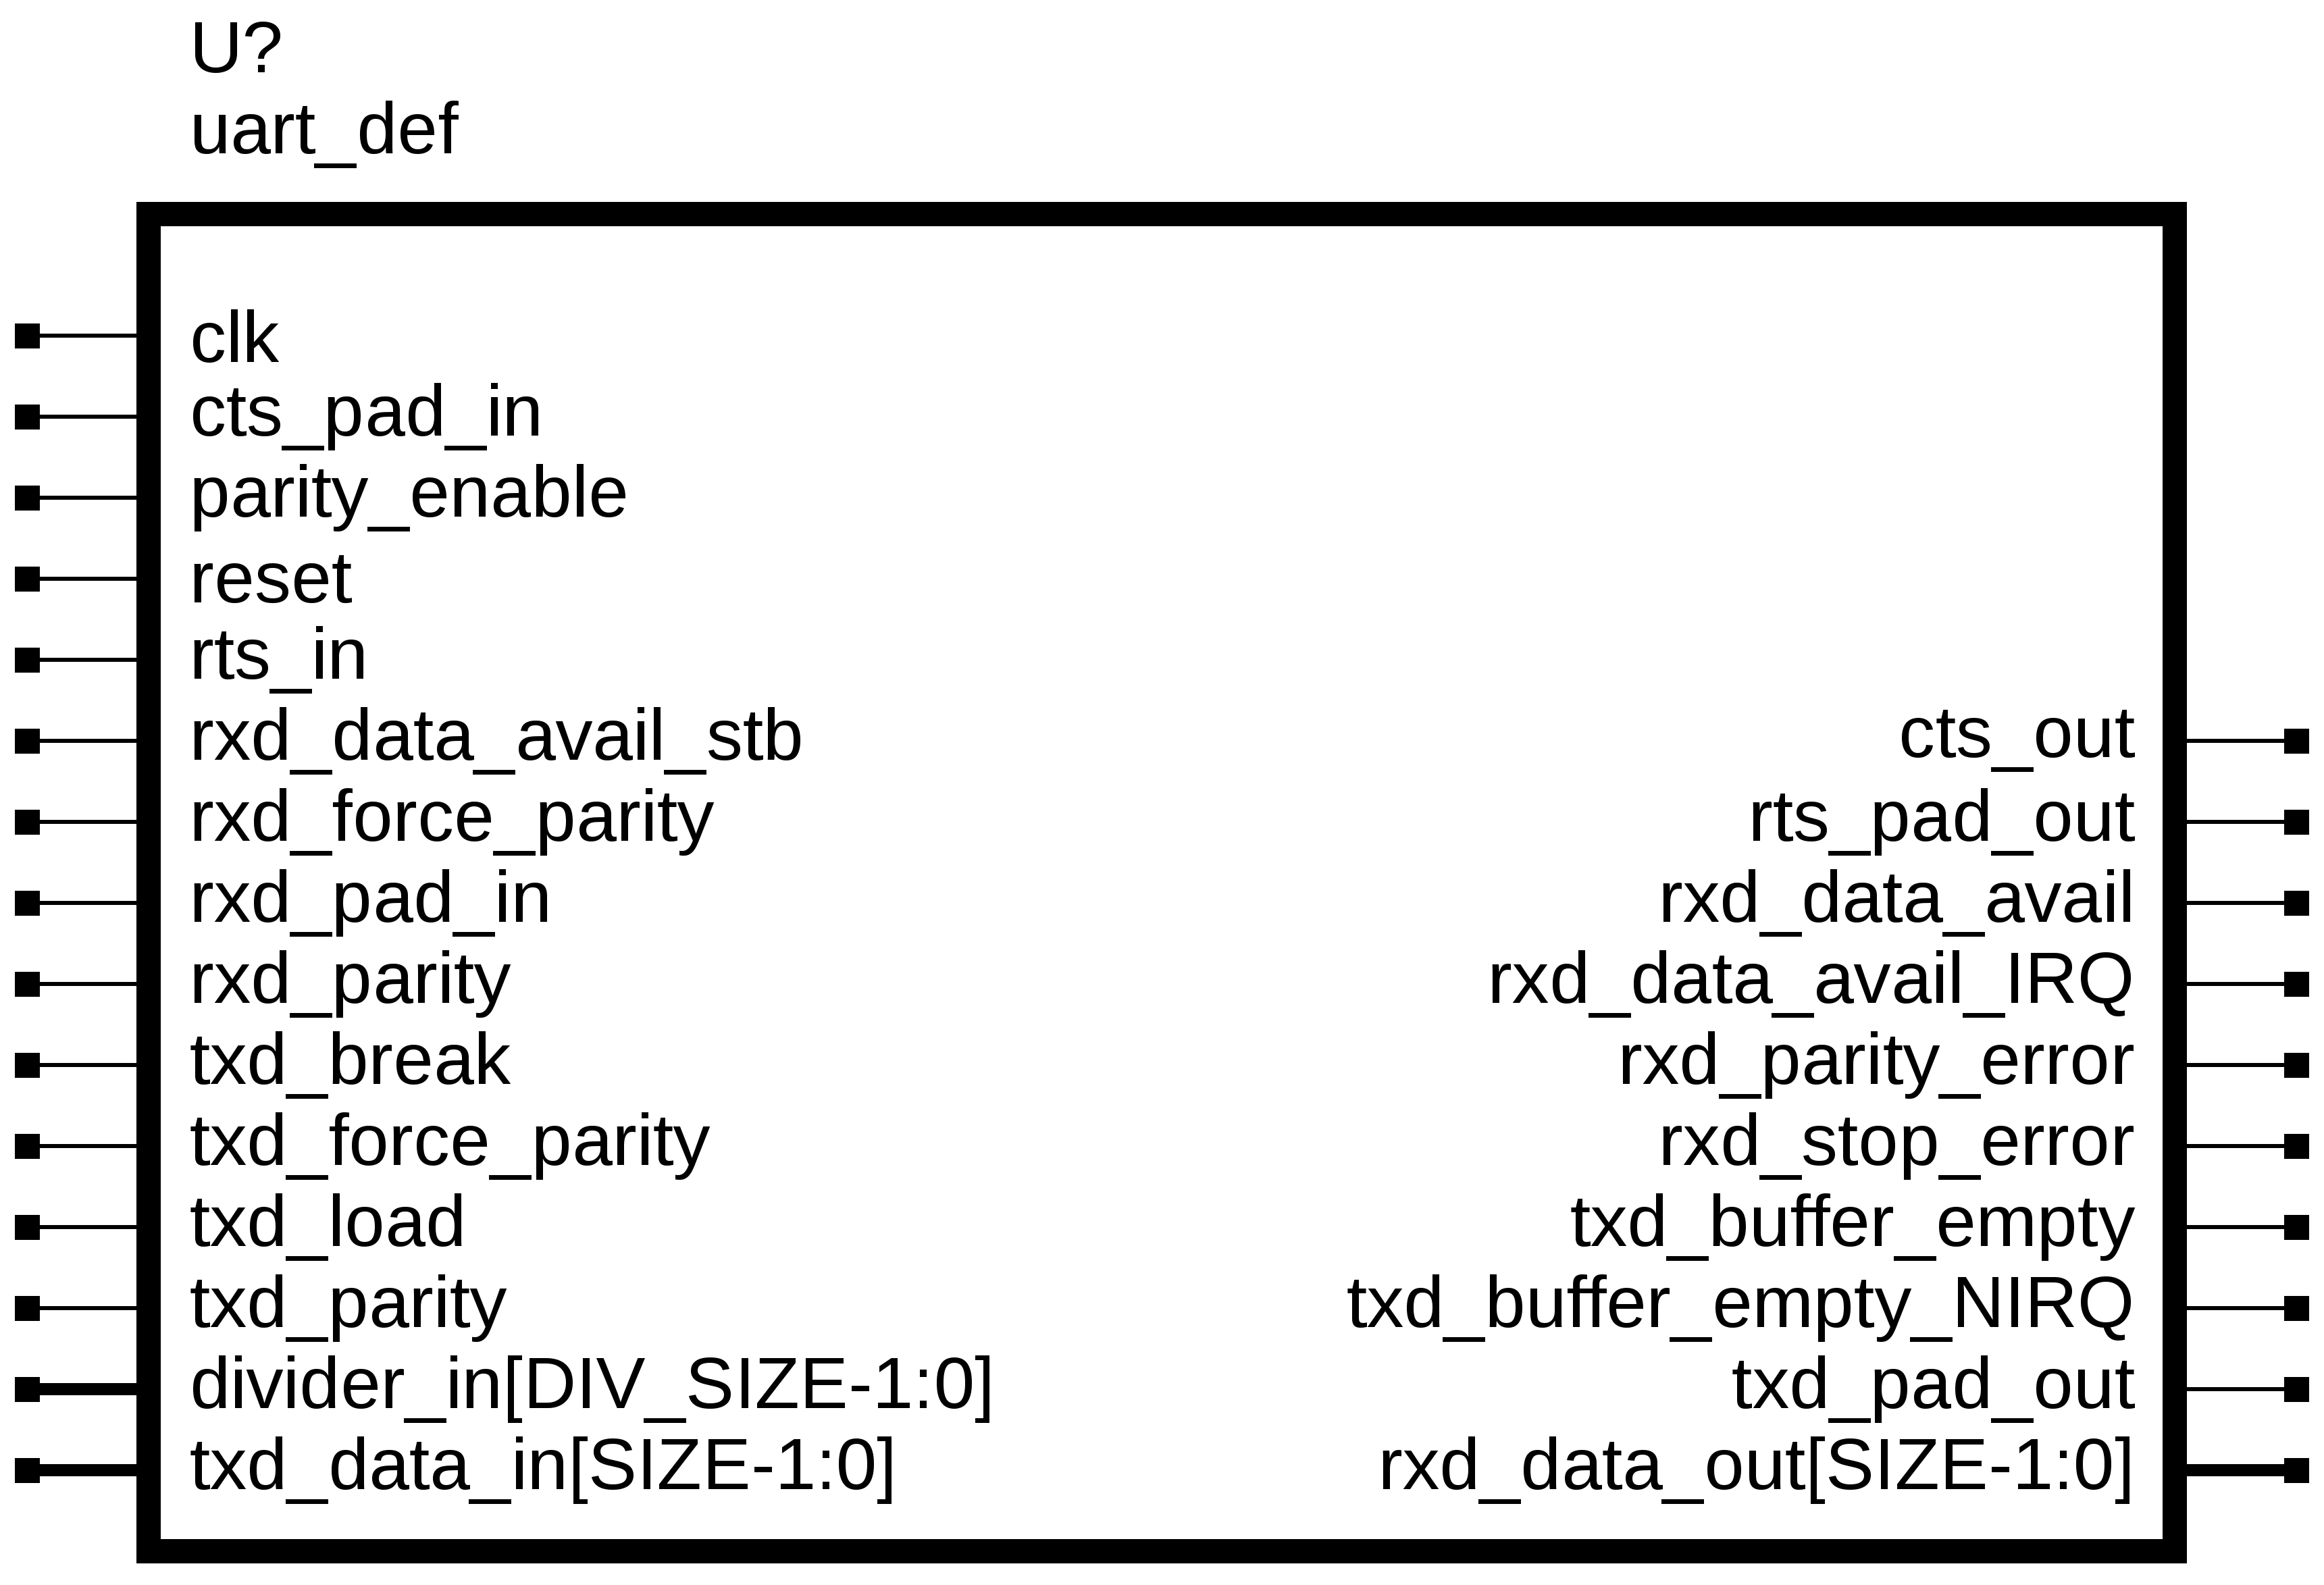 U?
uart_def
clk
cts_pad_in
parity_enable
reset
rts_in
rxd_data_avail_stb
rxd_force_parity
rxd_pad_in
rxd_parity
txd_break
txd_force_parity
txd_load
txd_parity
divider_in[DIV_SIZE-1:0]
txd_data_in[SIZE-1:0]
cts_out
rts_pad_out
rxd_data_avail
rxd_data_avail_IRQ
rxd_parity_error
rxd_stop_error
txd_buffer_empty
txd_buffer_empty_NIRQ
txd_pad_out
rxd_data_out[SIZE-1:0]